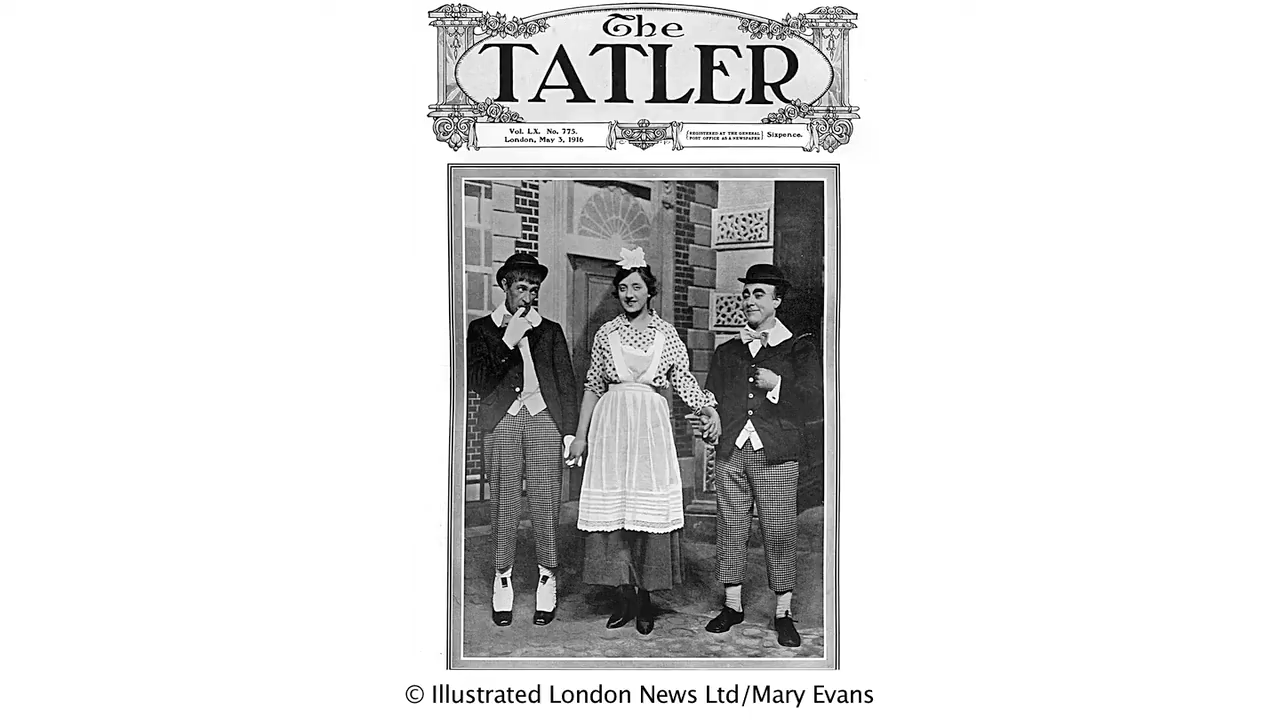 The
TATLER
Vol. LX. No. 775.
London, May 3, 1916
REGISTERED AT THE GENERAL
POST OFFICE AS A NEWSPAPER
Sixpence.
© Illustrated London News Ltd/Mary Evans